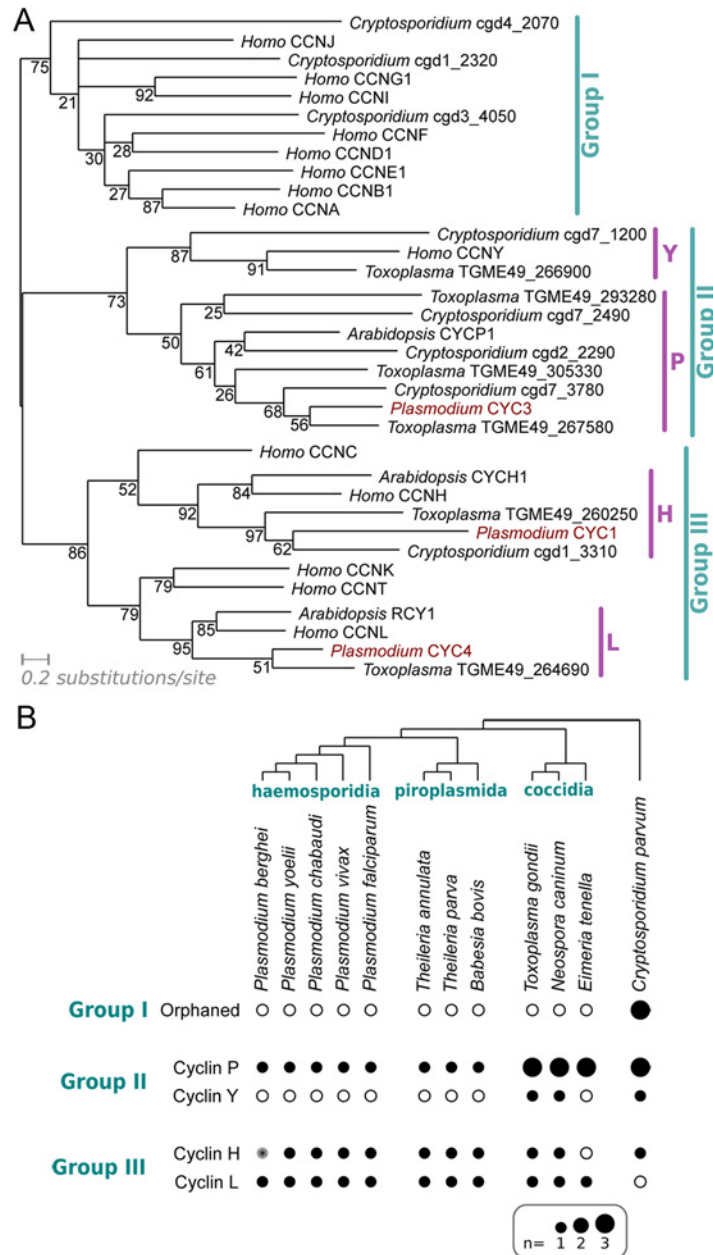 A
Cryptosporidium cgd4_2070
Homo CCNJ
75
Cryptosporidium cgd1_2320
21
Homo CCNG1
92
Homo CCNI
Cryptosporidium cgd3_4050
Homo CCNF
30
28
Homo CCND1
Homo CCNE1
27
Homo CCNB1
87
Homo CCNA
Group I
Cryptosporidium cgd7_1200
87
Homo CCNY
91
Toxoplasma TGME49_266900
Y
73
Toxoplasma TGME49_293280
25
Cryptosporidium cgd7_2490
50
Arabidopsis CYCP1
42
Cryptosporidium cgd2_2290
61
Toxoplasma TGME49_305330
26
Cryptosporidium cgd7_3780
68
Plasmodium CYC3
56
Toxoplasma TGME49_267580
P
Group II
Homo CCNC
52
Arabidopsis CYCH1
84
Homo CCNH
92
Toxoplasma TGME49_260250
97
Plasmodium CYC1
62
Cryptosporidium cgd1_3310
H
86
Homo CCNK
79
Homo CCNT
79
Arabidopsis RCY1
85
Homo CCNL
95
Plasmodium CYC4
51
Toxoplasma TGME49_264690
L
Group III
0.2 substitutions/site
B
haemosporidia piroplasmida coccidia
Plasmodium berghei
Plasmodium yoelii
Plasmodium chabaudi
Plasmodium vivax
Plasmodium falciparum
Theileria annulata
Theileria parva
Babesia bovis
Toxoplasma gondii
Neospora caninum
Eimeria tenella
Cryptosporidium parvum
Group I Orphaned
Group II
Cyclin P
Cyclin Y
Group III
Cyclin H
Cyclin L
n= 1 2 3